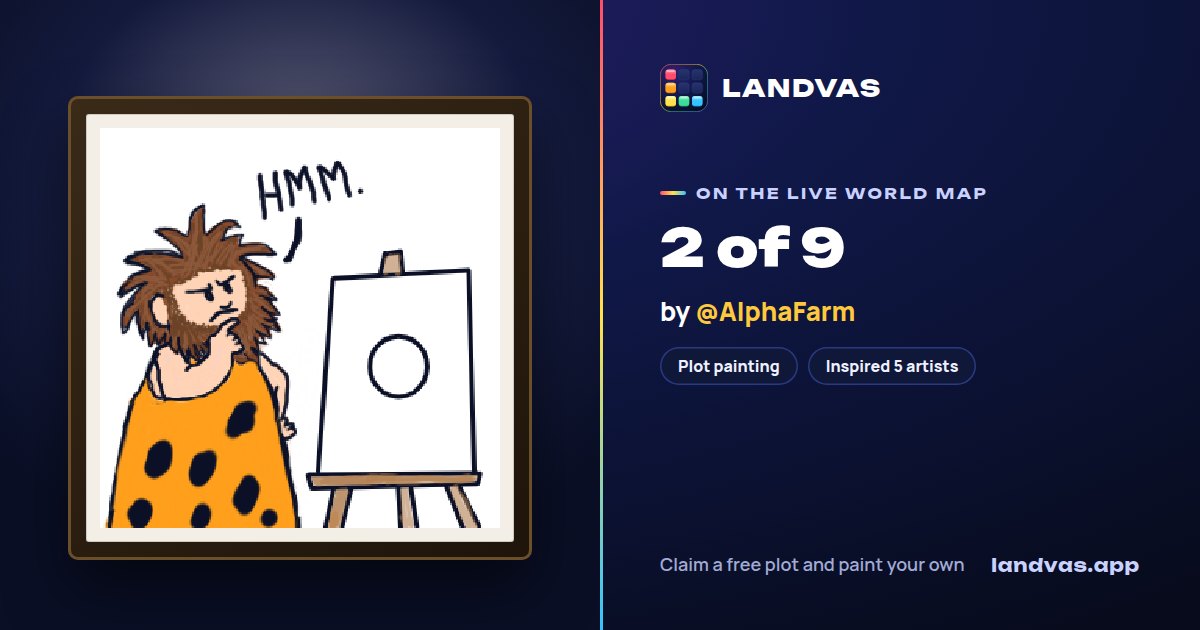 HMM.
LANDVAS
ON THE LIVE WORLD MAP
2 of 9
by @AlphaFarm
Plot painting
Inspired 5 artists
Claim a free plot and paint your own
landvas.app